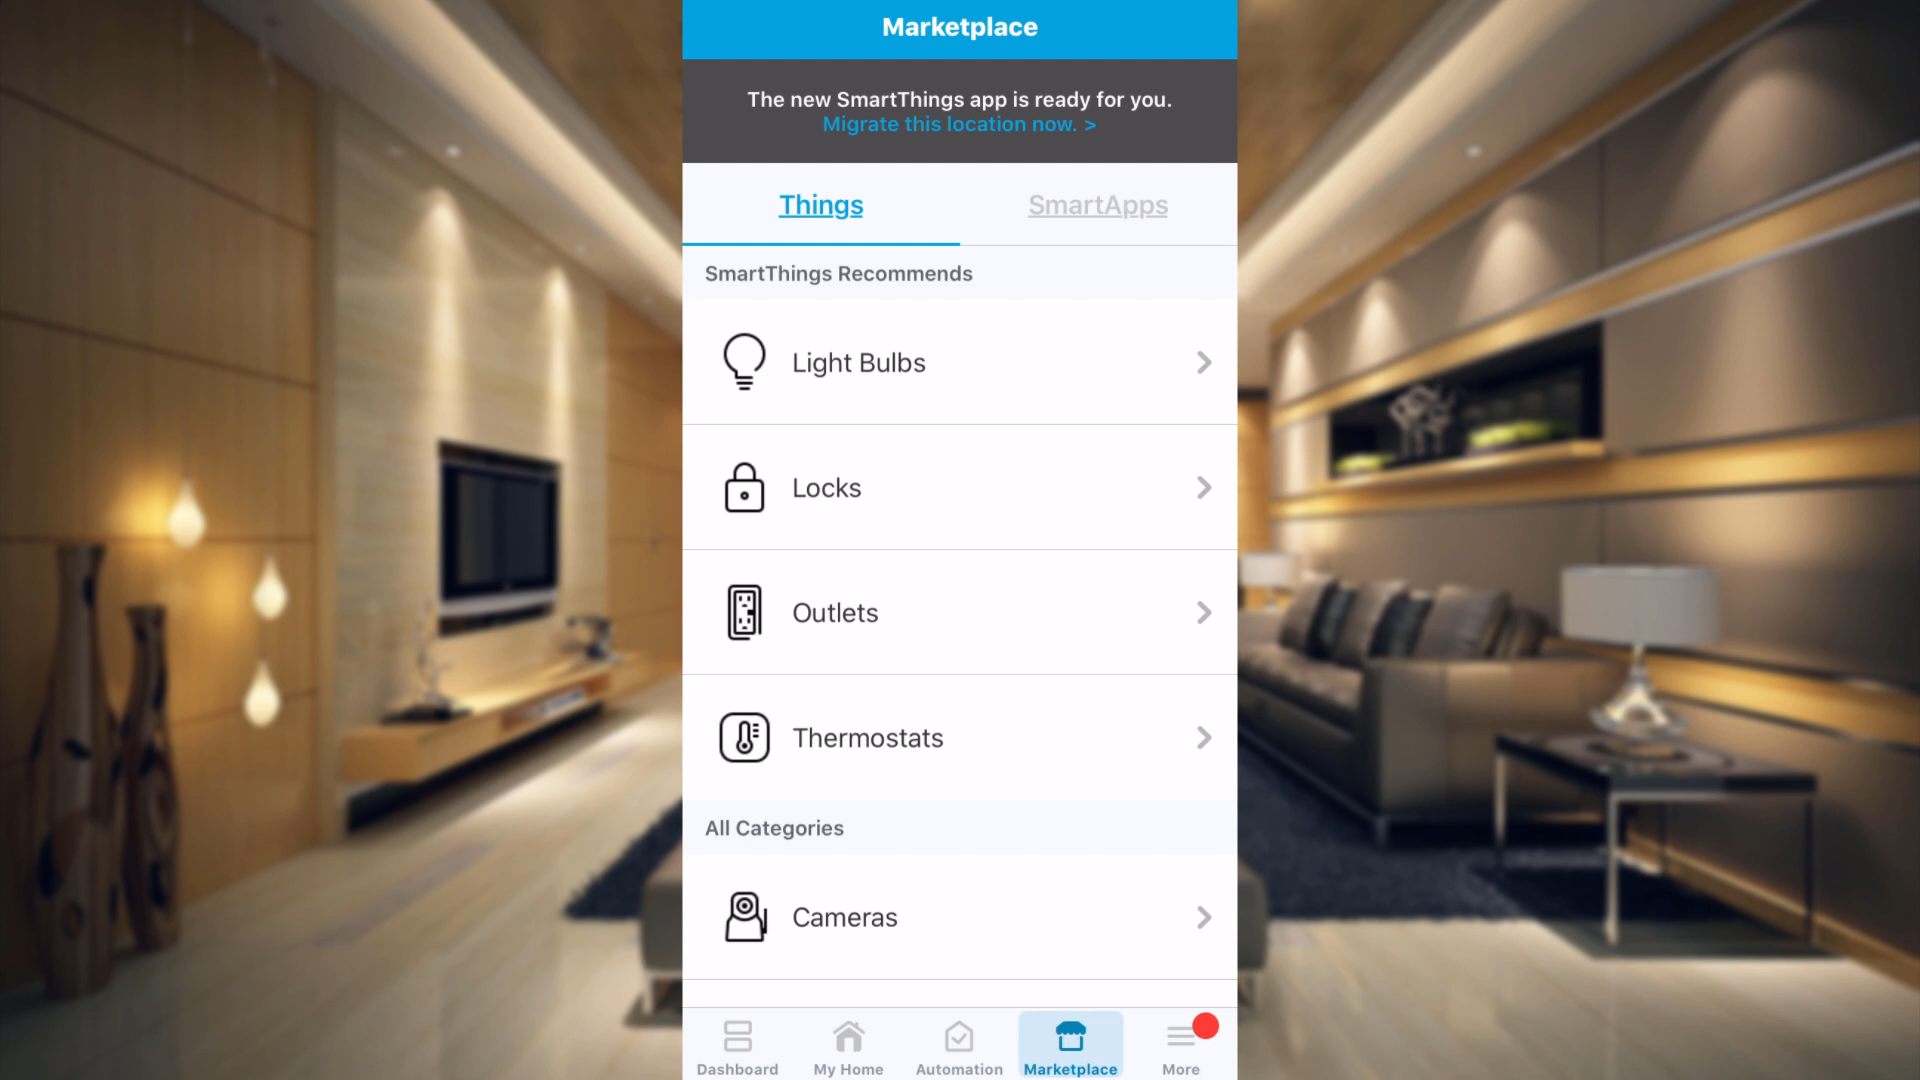 Marketplace
The new SmartThings app is ready for you.
Migrate this location now. >
Things
SmartApps
SmartThings Recommends
Light Bulbs
Locks
Outlets
Thermostats
All Categories
Cameras
Dashboard
My Home
Automation
Marketplace
More